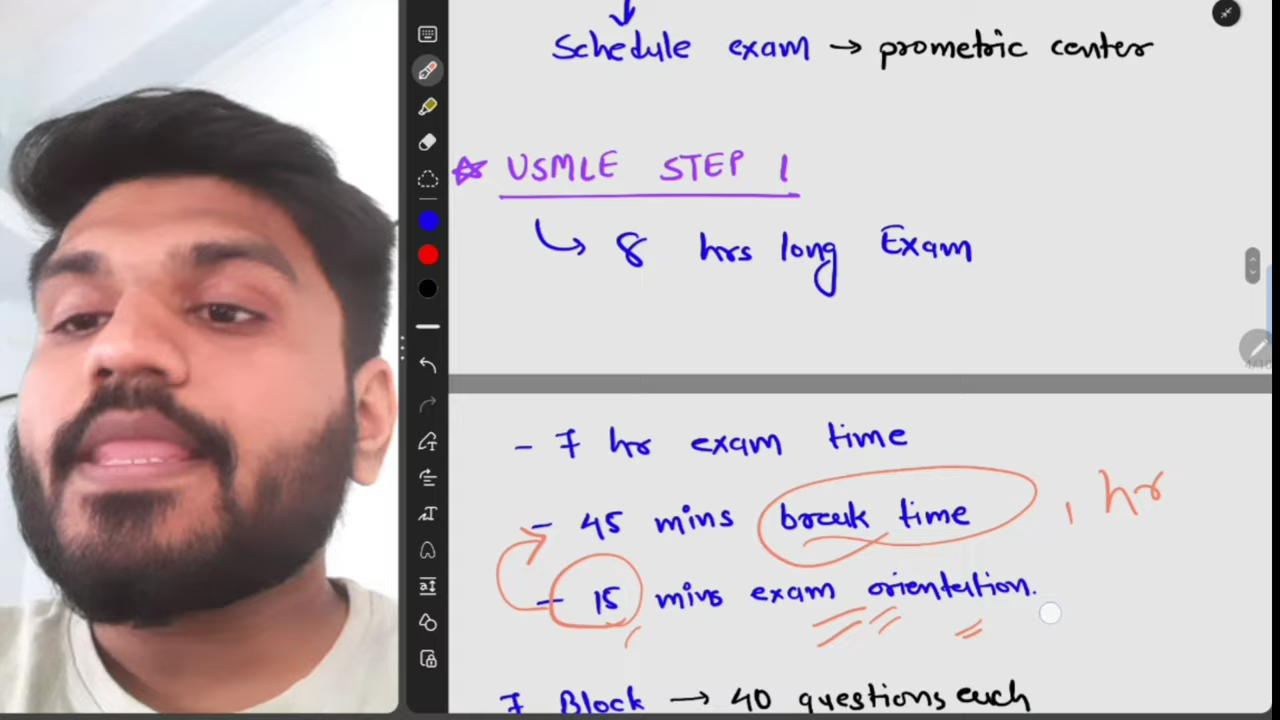 Schedule exam → prometric center
☆ USMLE STEP 1
↳ 8 hrs long Exam
- 7 hr exam time
- 45 mins break time 1 hr
- 15 mins exam orientation.
7 Block → 40 questions each